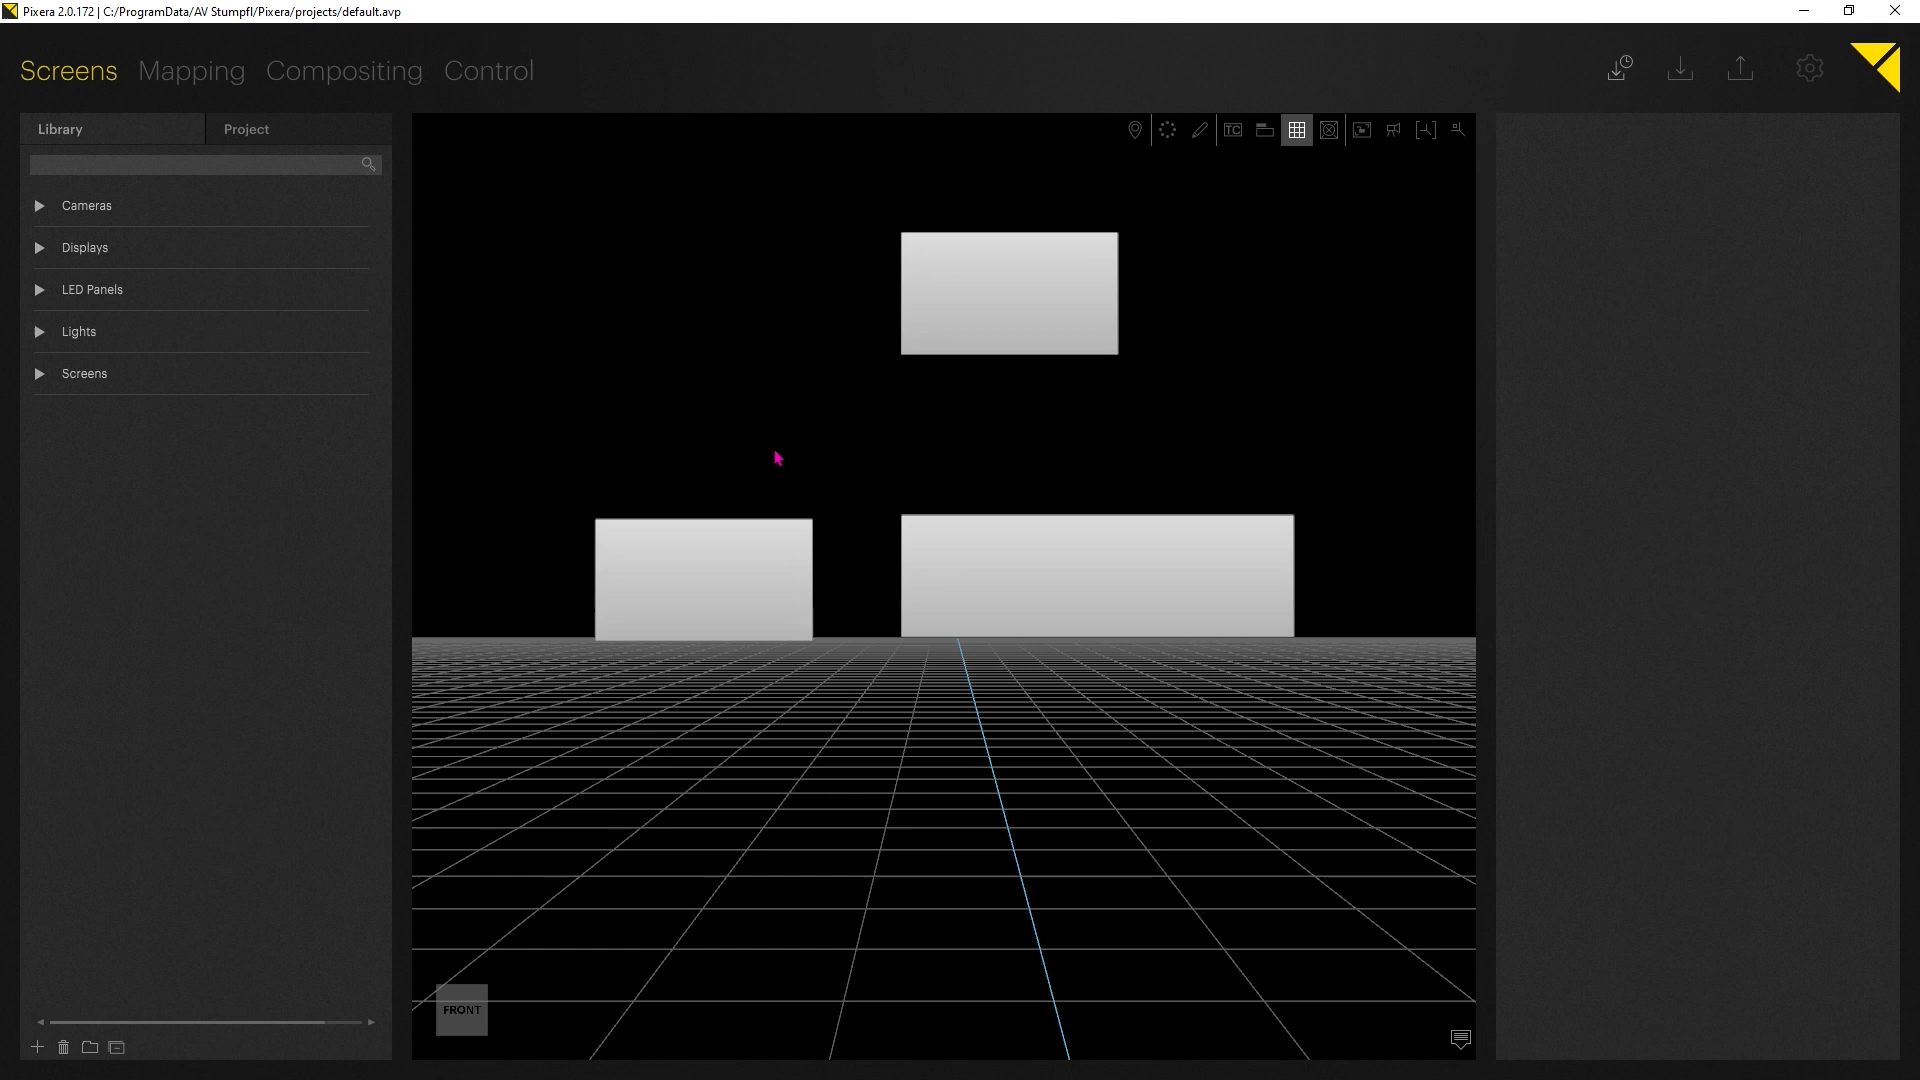 Pixera 2.0.172 | C:/ProgramData/AV Stumpfl/Pixera/projects/default.avp
Screens Mapping Compositing Control
Library Project
TC
Cameras
Displays
LED Panels
Lights
Screens
FRONT